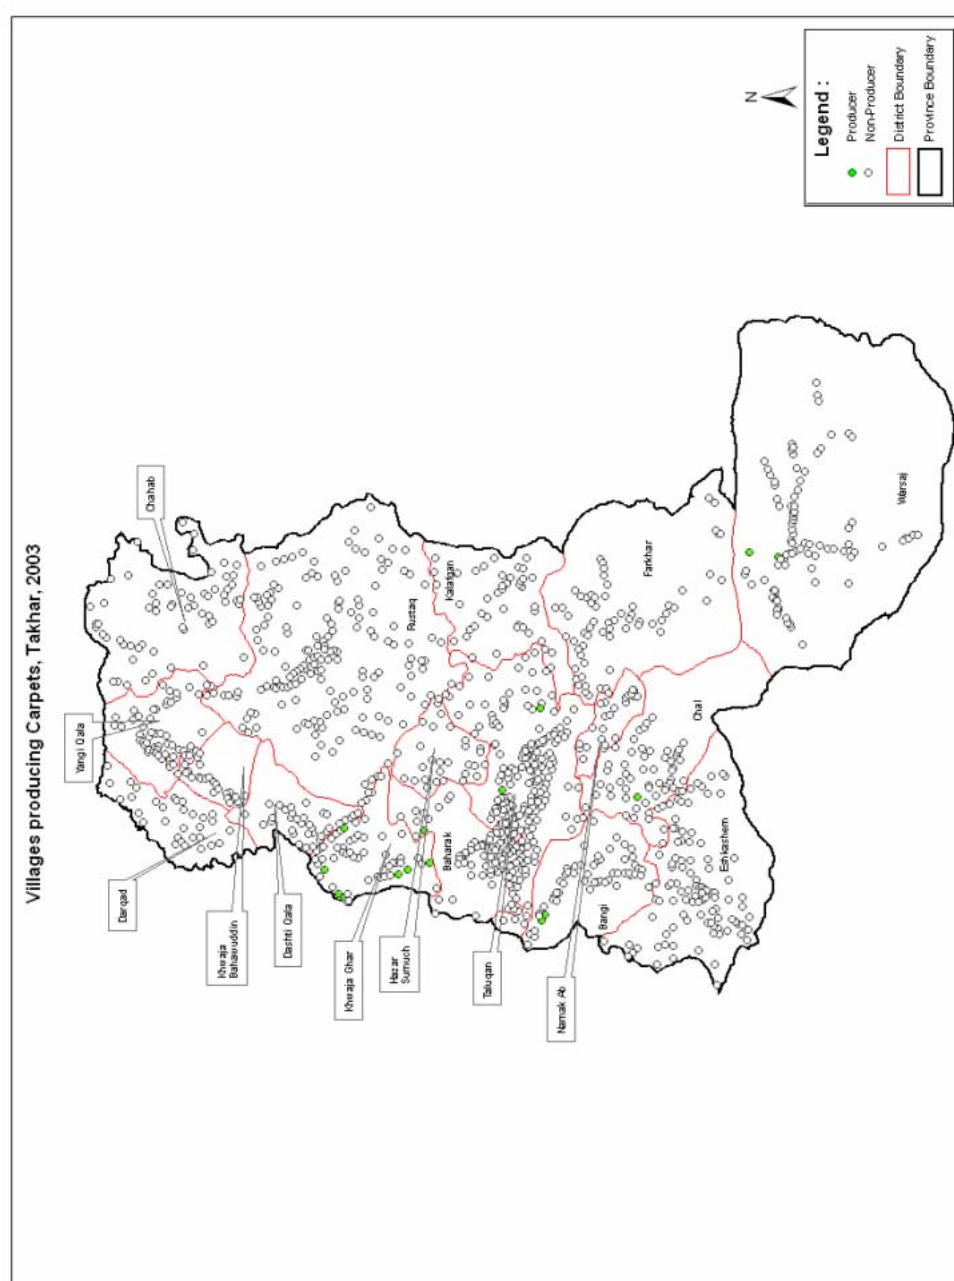 Villages producing Carpets, Takhar, 2003
Yangi Qala
Chahab
Darqad
Khwaja
Bahawuddin
Dashti Qala
Rustaq
Khwaja Ghar
Kalafgan
Hazar
Sumuch
Baharak
Taluqan
Farkhar
Namak Ab
Bangi
Chal
Eshkashem
Warsaj
N
Legend :
Producer
Non-Producer
District Boundary
Province Boundary